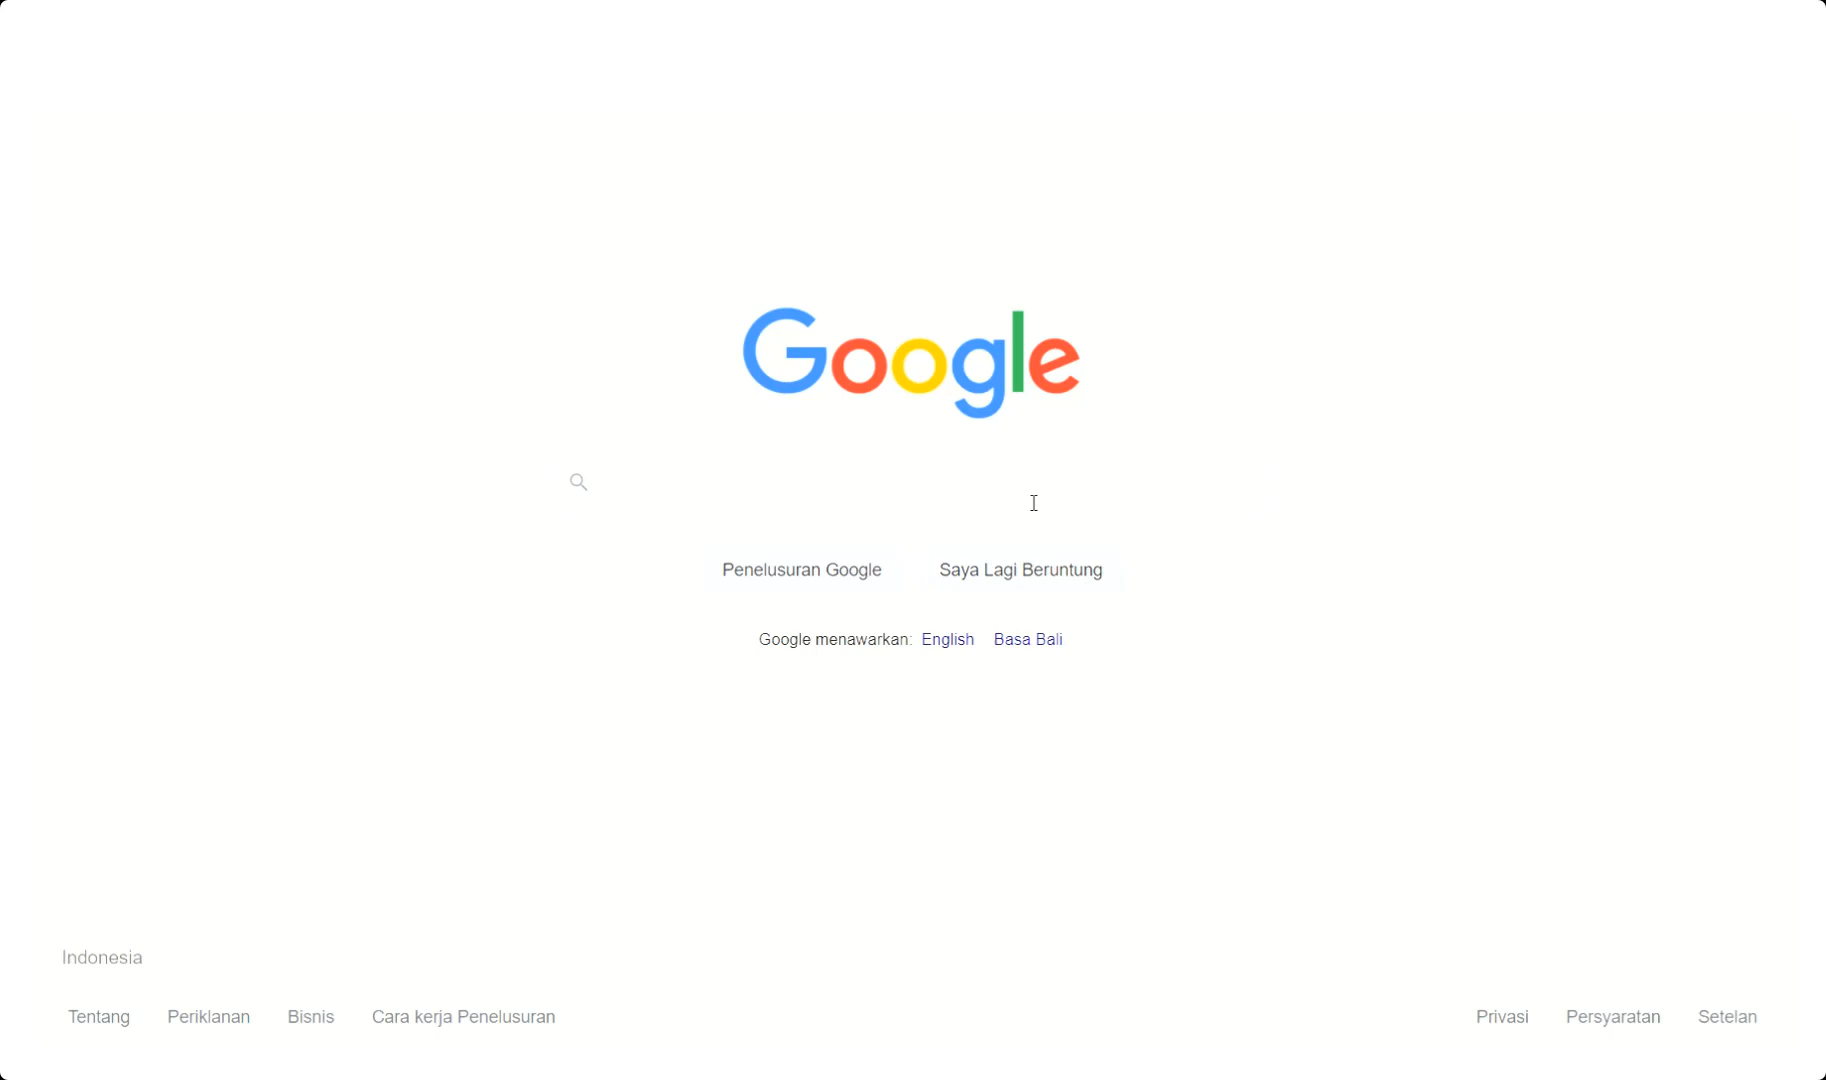 Google
Penelusuran Google Saya Lagi Beruntung
Google menawarkan: English Basa Bali
Indonesia
Tentang Periklanan Bisnis Cara kerja Penelusuran Privasi Persyaratan Setelan